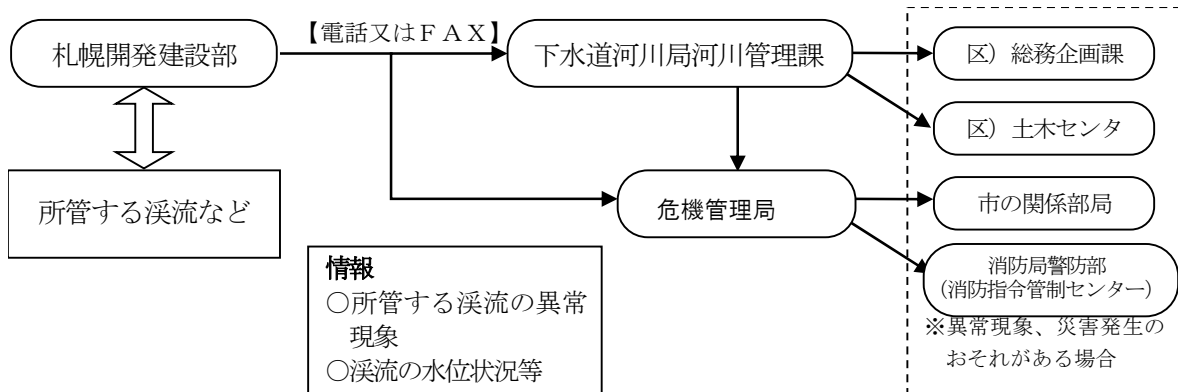 【電話又はＦＡＸ】
札幌開発建設部
下水道河川局河川管理課
区）総務企画課
区）土木センタ
所管する渓流など
危機管理局
市の関係部局
消防局警防部
（消防指令管制センター）
※異常現象、災害発生の
おそれがある場合
情報
○所管する渓流の異常
現象
○渓流の水位状況等